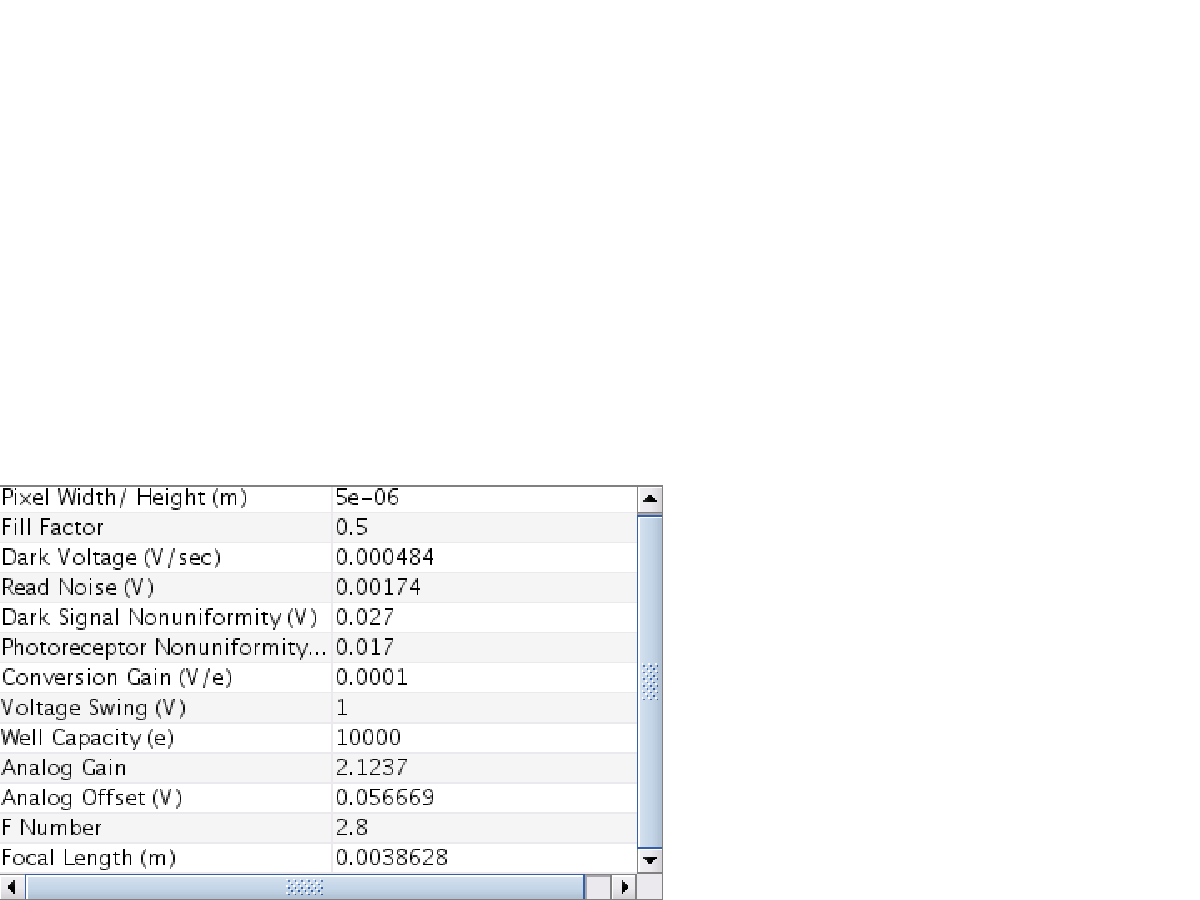 Pixel Width/ Height (m) 5e-06
Fill Factor 0.5
Dark Voltage (V/sec) 0.000484
Read Noise (V) 0.00174
Dark Signal Nonuniformity (V) 0.027
Photoreceptor Nonuniformity... 0.017
Conversion Gain (V/e) 0.0001
Voltage Swing (V) 1
Well Capacity (e) 10000
Analog Gain 2.1237
Analog Offset (V) 0.056669
F Number 2.8
Focal Length (m) 0.0038628